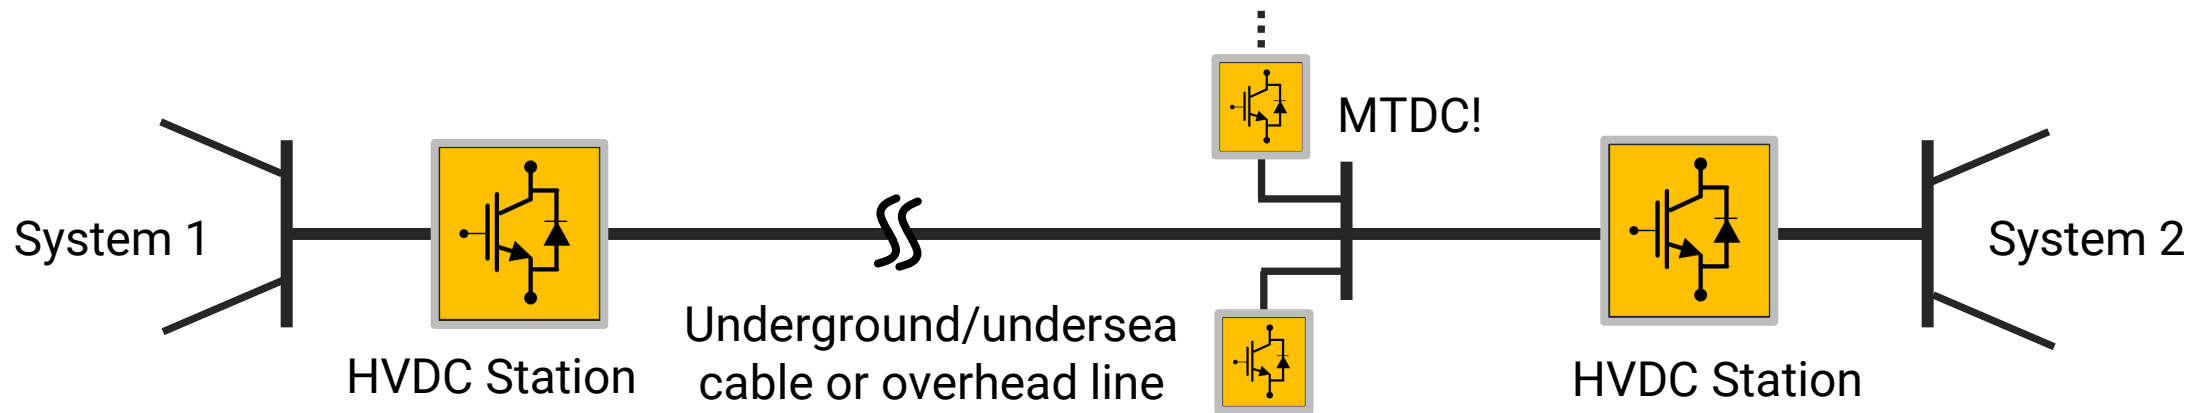 MTDC!
System 1
System 2
Underground/undersea
cable or overhead line
HVDC Station
HVDC Station